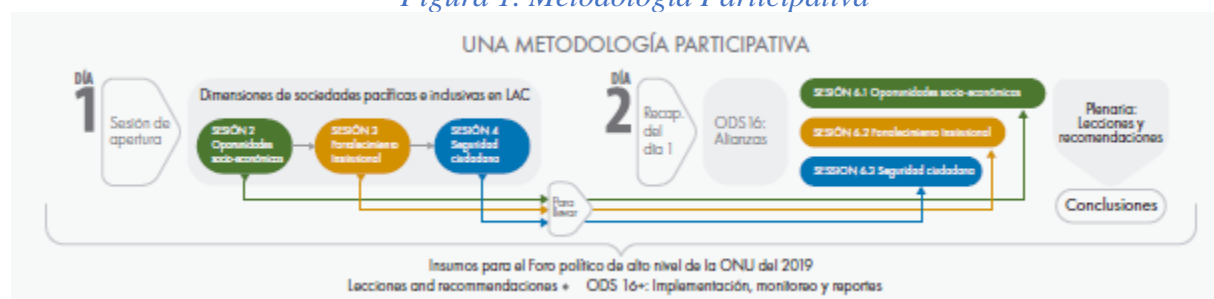 Figura 1. Metodología Participativa
UNA METODOLOGÍA PARTICIPATIVA
DÍA
1
Sesión de
apertura
Dimensiones de sociedades pacíficas e inclusivas en LAC
SESIÓN 2
Oportunidades
socio-económicas
SESIÓN 3
Fortalecimiento
Institucional
SESIÓN 4
Seguridad
ciudadana
Para
llevar
DÍA
2
Recap.
del
día 1
ODS 16:
Alianzas
SESIÓN 6.1 Oportunidades socio-económicas
SESIÓN 6.2 Fortalecimiento Institucional
SESSION 6.3 Seguridad ciudadana
Plenaria:
Lecciones y
recomendaciones
Conclusiones
Insumos para el Foro político de alto nivel de la ONU del 2019
Lecciones and recommendaciones + ODS 16+: Implementación, monitoreo y reportes